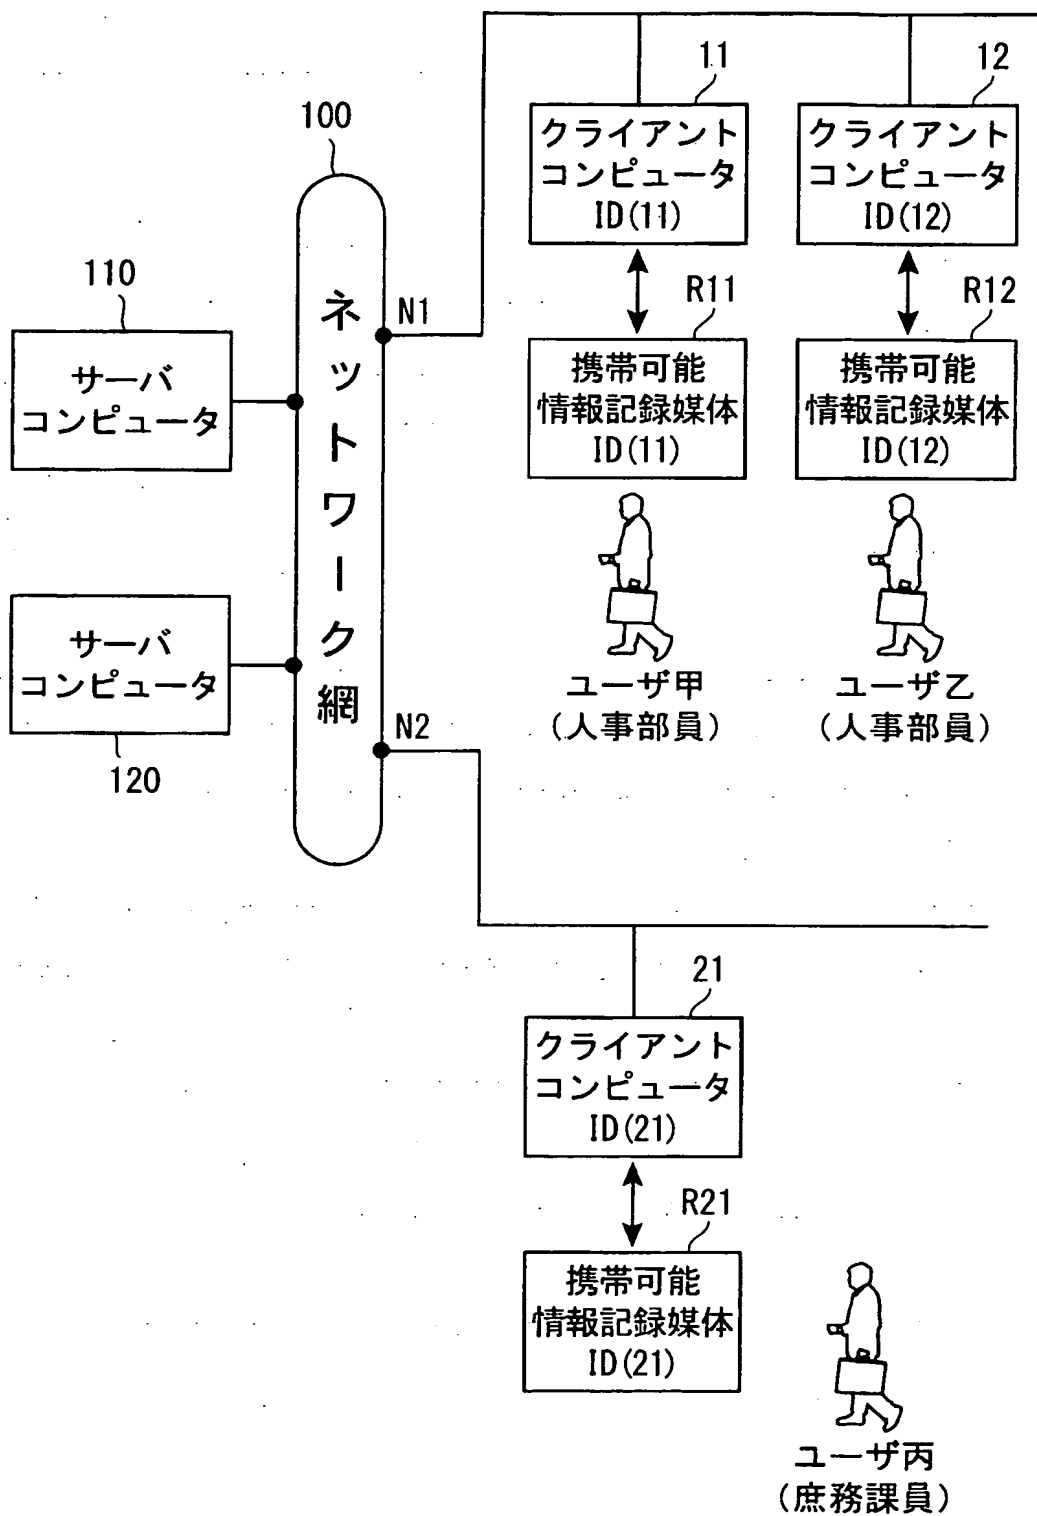 100
110
サーバ
コンピュータ
サーバ
コンピュータ
120
ネットワーク網
N1
N2
11
クライアント
コンピュータ
ID(11)
R11
携帯可能
情報記録媒体
ID(11)
ユーザ甲
(人事部員)
12
クライアント
コンピュータ
ID(12)
R12
携帯可能
情報記録媒体
ID(12)
ユーザ乙
(人事部員)
21
クライアント
コンピュータ
ID(21)
R21
携帯可能
情報記録媒体
ID(21)
ユーザ丙
(庶務課員)